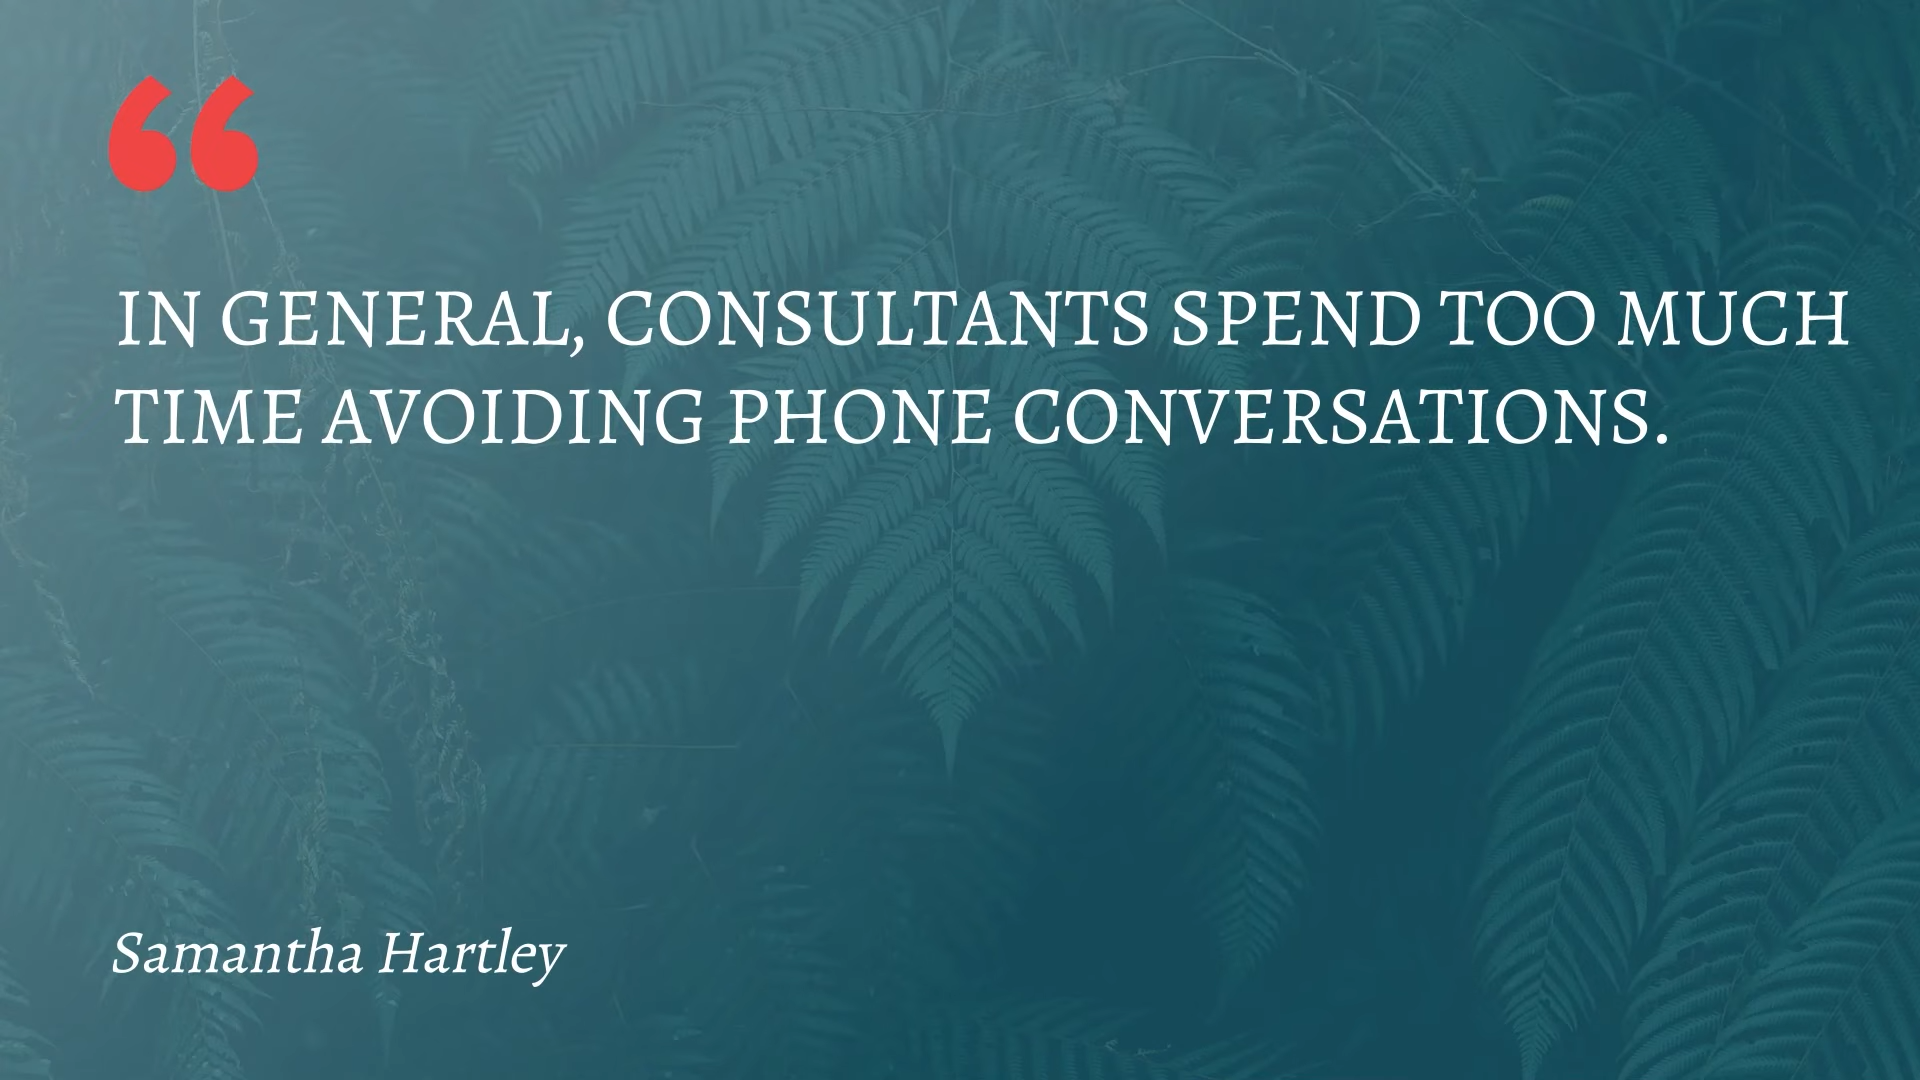 “
IN GENERAL, CONSULTANTS SPEND TOO MUCH
TIME AVOIDING PHONE CONVERSATIONS.
Samantha Hartley